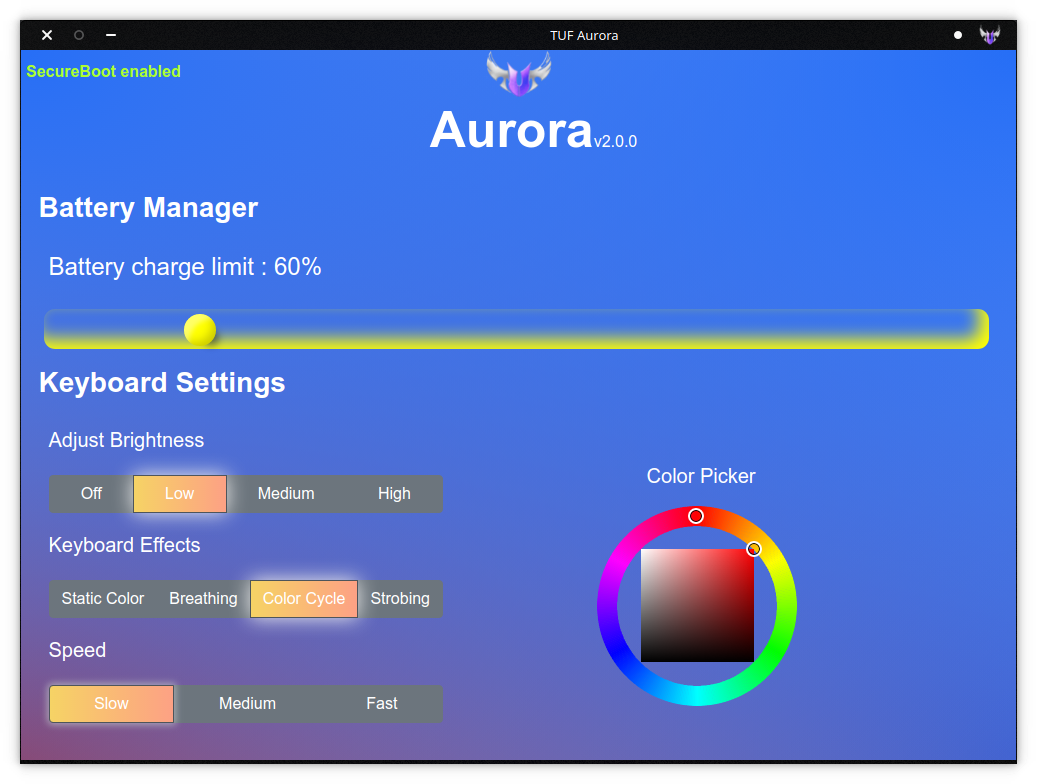 TUF Aurora
SecureBoot enabled
Aurora v2.0.0
Battery Manager
Battery charge limit : 60%
Keyboard Settings
Adjust Brightness
Off Low Medium High
Color Picker
Keyboard Effects
Static Color Breathing Color Cycle Strobing
Speed
Slow Medium Fast